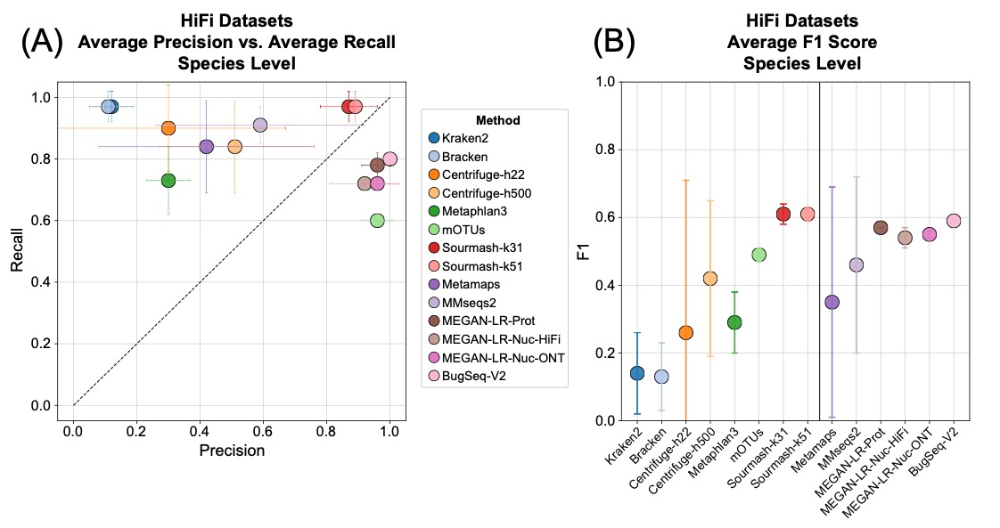 (A)
HiFi Datasets
Average Precision vs. Average Recall
Species Level
1.0
0.8
0.6
0.4
0.2
0.0
Recall
0.0 0.2 0.4 0.6 0.8 1.0
Precision
Method
Kraken2
Bracken
Centrifuge-h22
Centrifuge-h500
Metaphlan3
mOTUs
Sourmash-k31
Sourmash-k51
Metamaps
MMseqs2
MEGAN-LR-Prot
MEGAN-LR-Nuc-HiFi
MEGAN-LR-Nuc-ONT
BugSeq-V2
(B)
HiFi Datasets
Average F1 Score
Species Level
1.0
0.8
0.6
0.4
0.2
0.0
F1
Kraken2
Bracken
Centrifuge-h22
Centrifuge-h500
Metaphlan3
mOTUs
Sourmash-k31
Sourmash-k51
Metamaps
MMseqs2
MEGAN-LR-Prot
MEGAN-LR-Nuc-HiFi
MEGAN-LR-Nuc-ONT
BugSeq-V2